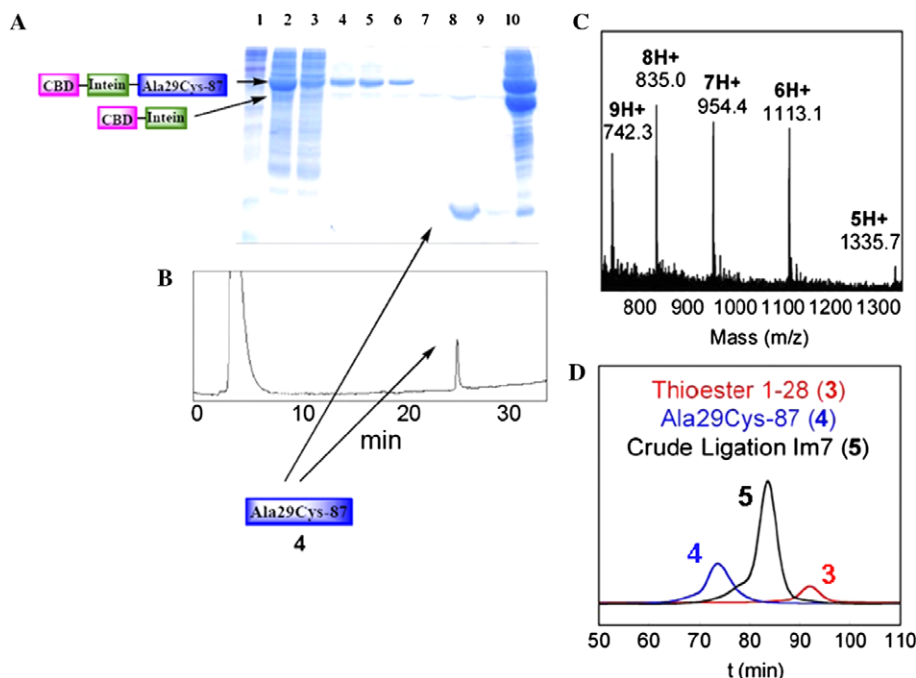 A
1 2 3 4 5 6 7 8 9 10
CBD Intein Ala29Cys-87
CBD Intein
B
0 10 20 30
min
Ala29Cys-87
4
C
8H+
835.0
7H+
954.4
6H+
1113.1
9H+
742.3
5H+
1335.7
800 900 1000 1100 1200 1300
Mass (m/z)
D
Thioester 1-28 (3)
Ala29Cys-87 (4)
Crude Ligation Im7 (5)
5
4
3
50 60 70 80 90 100 110
t (min)